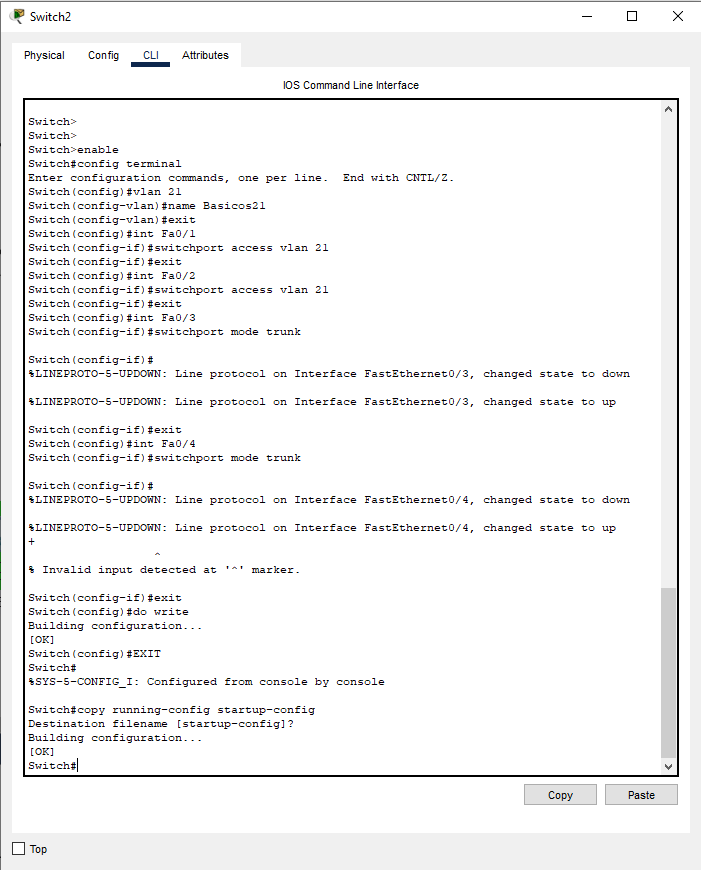 Switch2
Physical Config CLI Attributes
IOS Command Line Interface
Switch>
Switch>
Switch>enable
Switch#config terminal
Enter configuration commands, one per line.  End with CNTL/Z.
Switch(config)#vlan 21
Switch(config-vlan)#name Basicos21
Switch(config-vlan)#exit
Switch(config)#int Fa0/1
Switch(config-if)#switchport access vlan 21
Switch(config-if)#exit
Switch(config)#int Fa0/2
Switch(config-if)#switchport access vlan 21
Switch(config-if)#exit
Switch(config)#int Fa0/3
Switch(config-if)#switchport mode trunk
Switch(config-if)#
%LINEPROTO-5-UPDOWN: Line protocol on Interface FastEthernet0/3, changed state to down
%LINEPROTO-5-UPDOWN: Line protocol on Interface FastEthernet0/3, changed state to up
Switch(config-if)#exit
Switch(config)#int Fa0/4
Switch(config-if)#switchport mode trunk
Switch(config-if)#
%LINEPROTO-5-UPDOWN: Line protocol on Interface FastEthernet0/4, changed state to down
%LINEPROTO-5-UPDOWN: Line protocol on Interface FastEthernet0/4, changed state to up
+
^
% Invalid input detected at '^' marker.
Switch(config-if)#exit
Switch(config)#do write
Building configuration...
[OK]
Switch(config)#EXIT
Switch#
%SYS-5-CONFIG_I: Configured from console by console
Switch#copy running-config startup-config
Destination filename [startup-config]?
Building configuration...
[OK]
Switch#
Copy Paste
Top